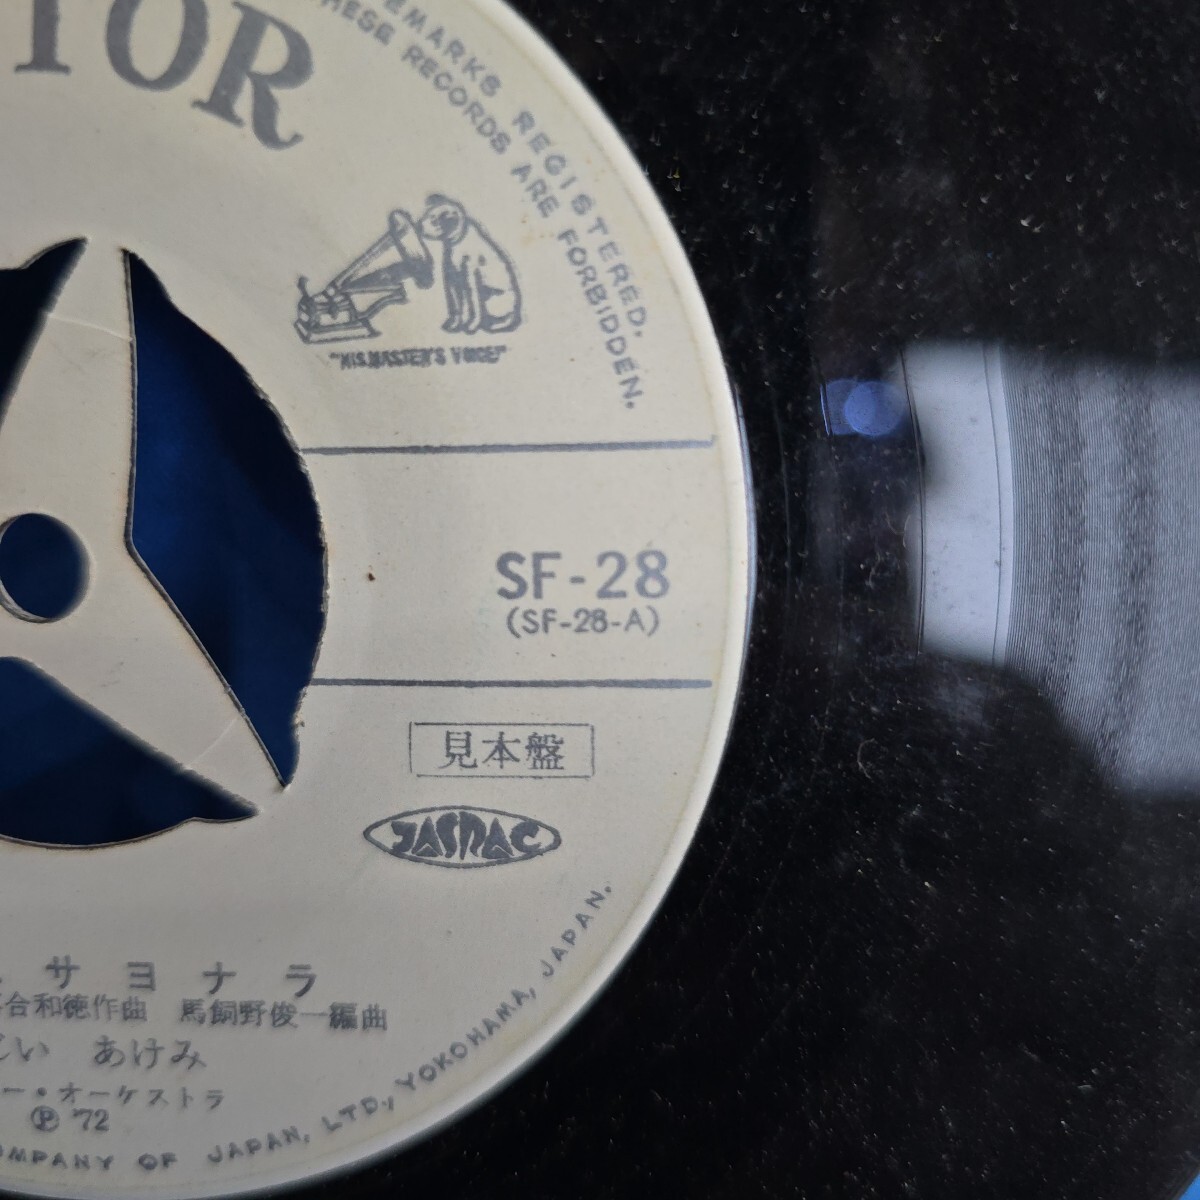 TOR
REGISTERED.
THESE RECORDS ARE FORBIDDEN.
"HIS MASTER'S VOICE"
SF-28
(SF-28-A)
見本盤
JASRAC
サヨナラ
合和徳作曲 馬飼野俊一編曲
い あけみ
ー・オーケストラ
Ⓟ '72
OMPANY OF JAPAN, LTD., YOKOHAMA, JAPAN.